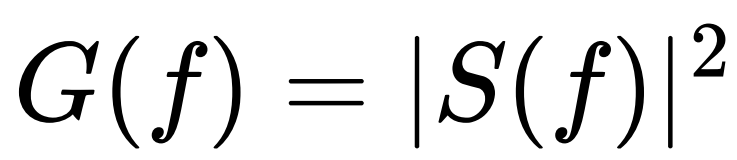 G(f) = |S(f)|²